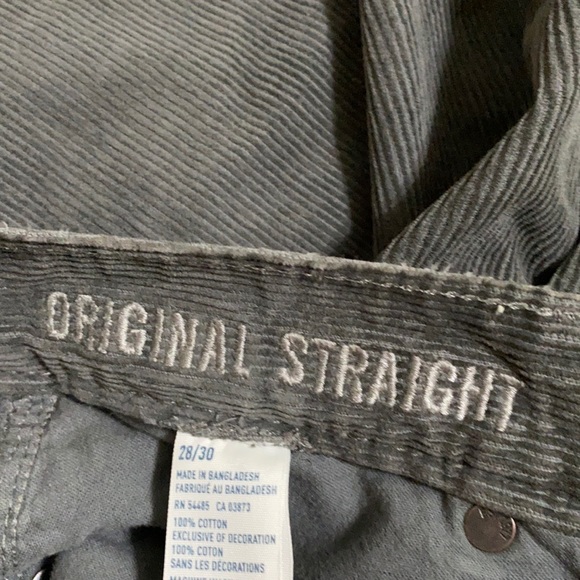 ORIGINAL STRAIGHT
28/30
MADE IN BANGLADESH
FABRIQUÉ AU BANGLADESH
RN 54485 CA 03873
100% COTTON
EXCLUSIVE OF DECORATION
100% COTON
SANS LES DÉCORATIONS